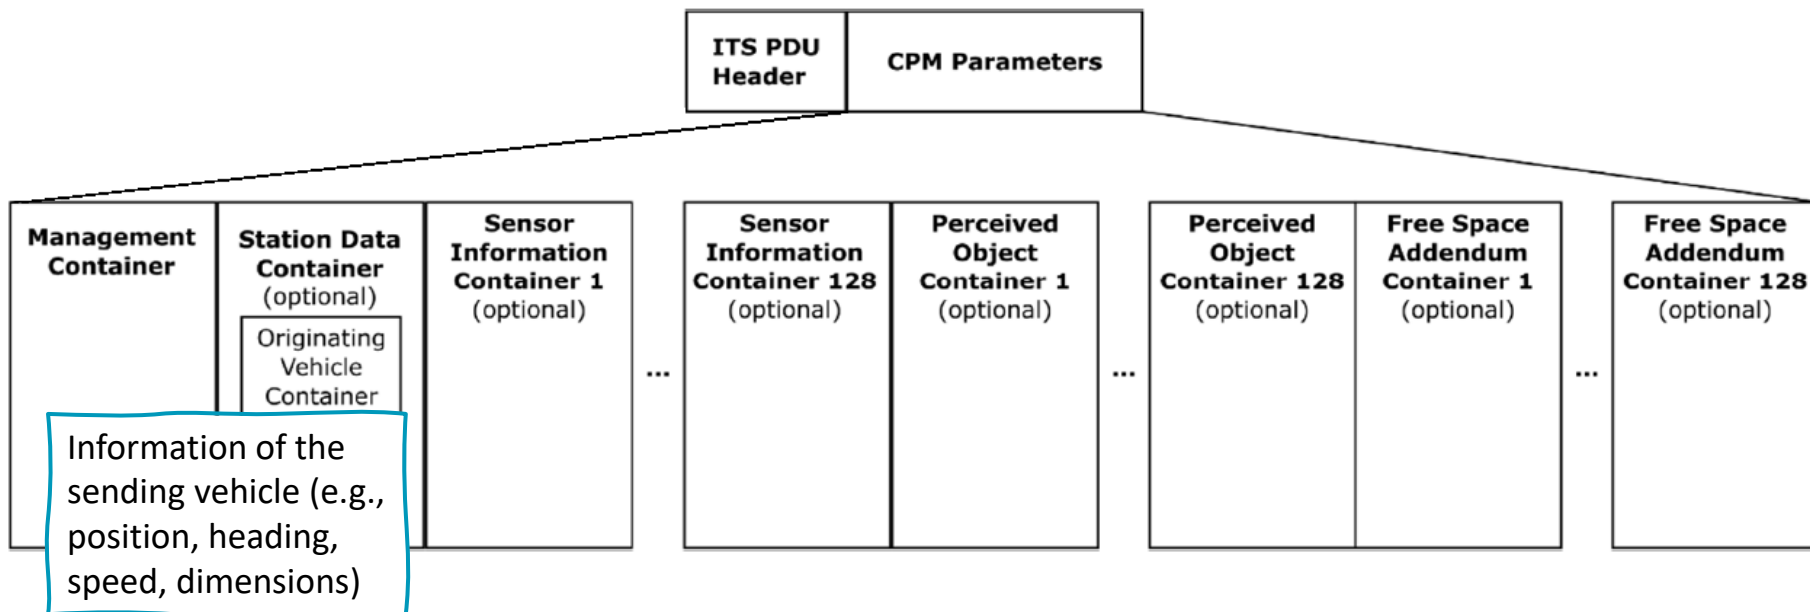 ITS PDU
Header
CPM Parameters
Management
Container
Station Data
Container
(optional)
Originating
Vehicle
Container
Information of the
sending vehicle (e.g.,
position, heading,
speed, dimensions)
Sensor
Information
Container 1
(optional)
...
Sensor
Information
Container 128
(optional)
Perceived
Object
Container 1
(optional)
...
Perceived
Object
Container 128
(optional)
Free Space
Addendum
Container 1
(optional)
...
Free Space
Addendum
Container 128
(optional)